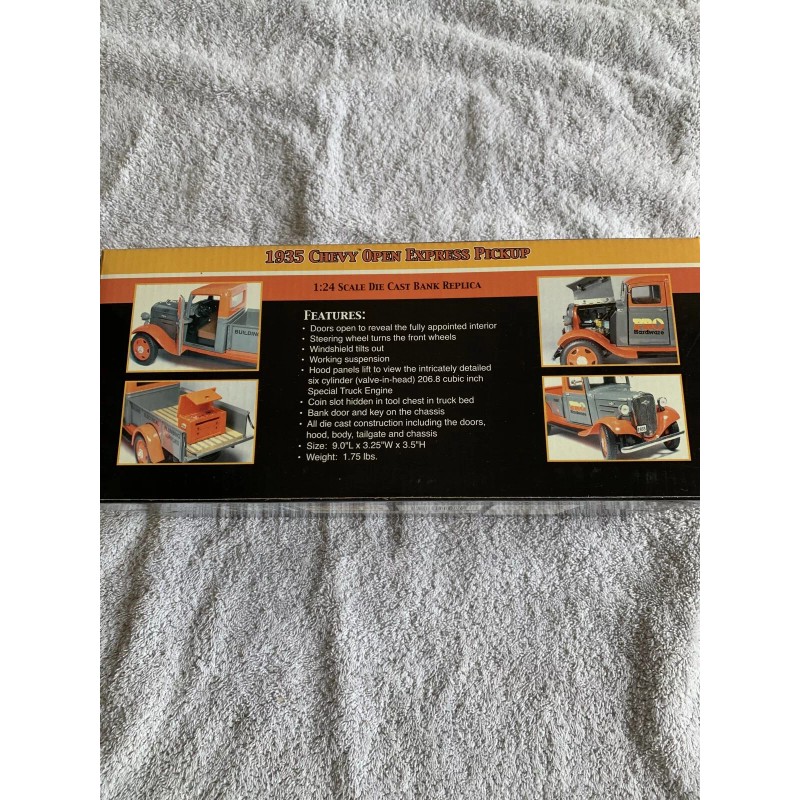 1935 Chevy Open Express Pickup
1:24 Scale Die Cast Bank Replica
Features:
• Doors open to reveal the fully appointed interior
• Steering wheel turns the front wheels
• Windshield tilts out
• Working suspension
• Hood panels lift to view the intricately detailed
six cylinder (valve-in-head) 206.8 cubic inch
Special Truck Engine
• Coin slot hidden in tool chest in truck bed
• Bank door and key on the chassis
• All die cast construction including the doors,
hood, body, tailgate and chassis
• Size: 9.0"L x 3.25"W x 3.5"H
• Weight: 1.75 lbs.
BUILDIN
Hardware